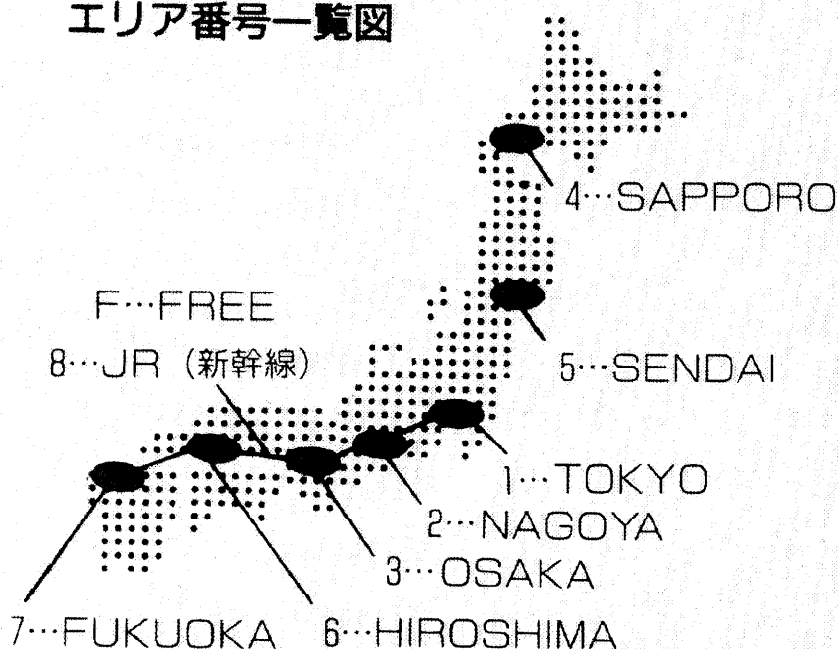 エリア番号一覧図
4…SAPPORO
F…FREE
8…JR（新幹線）
5…SENDAI
1…TOKYO
2…NAGOYA
3…OSAKA
7…FUKUOKA 6…HIROSHIMA